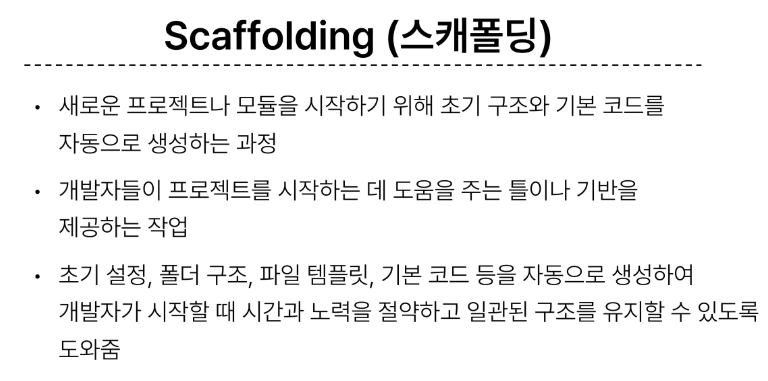 Scaffolding (스캐폴딩)
• 새로운 프로젝트나 모듈을 시작하기 위해 초기 구조와 기본 코드를
자동으로 생성하는 과정
• 개발자들이 프로젝트를 시작하는 데 도움을 주는 틀이나 기반을
제공하는 작업
• 초기 설정, 폴더 구조, 파일 템플릿, 기본 코드 등을 자동으로 생성하여
개발자가 시작할 때 시간과 노력을 절약하고 일관된 구조를 유지할 수 있도록
도와줌